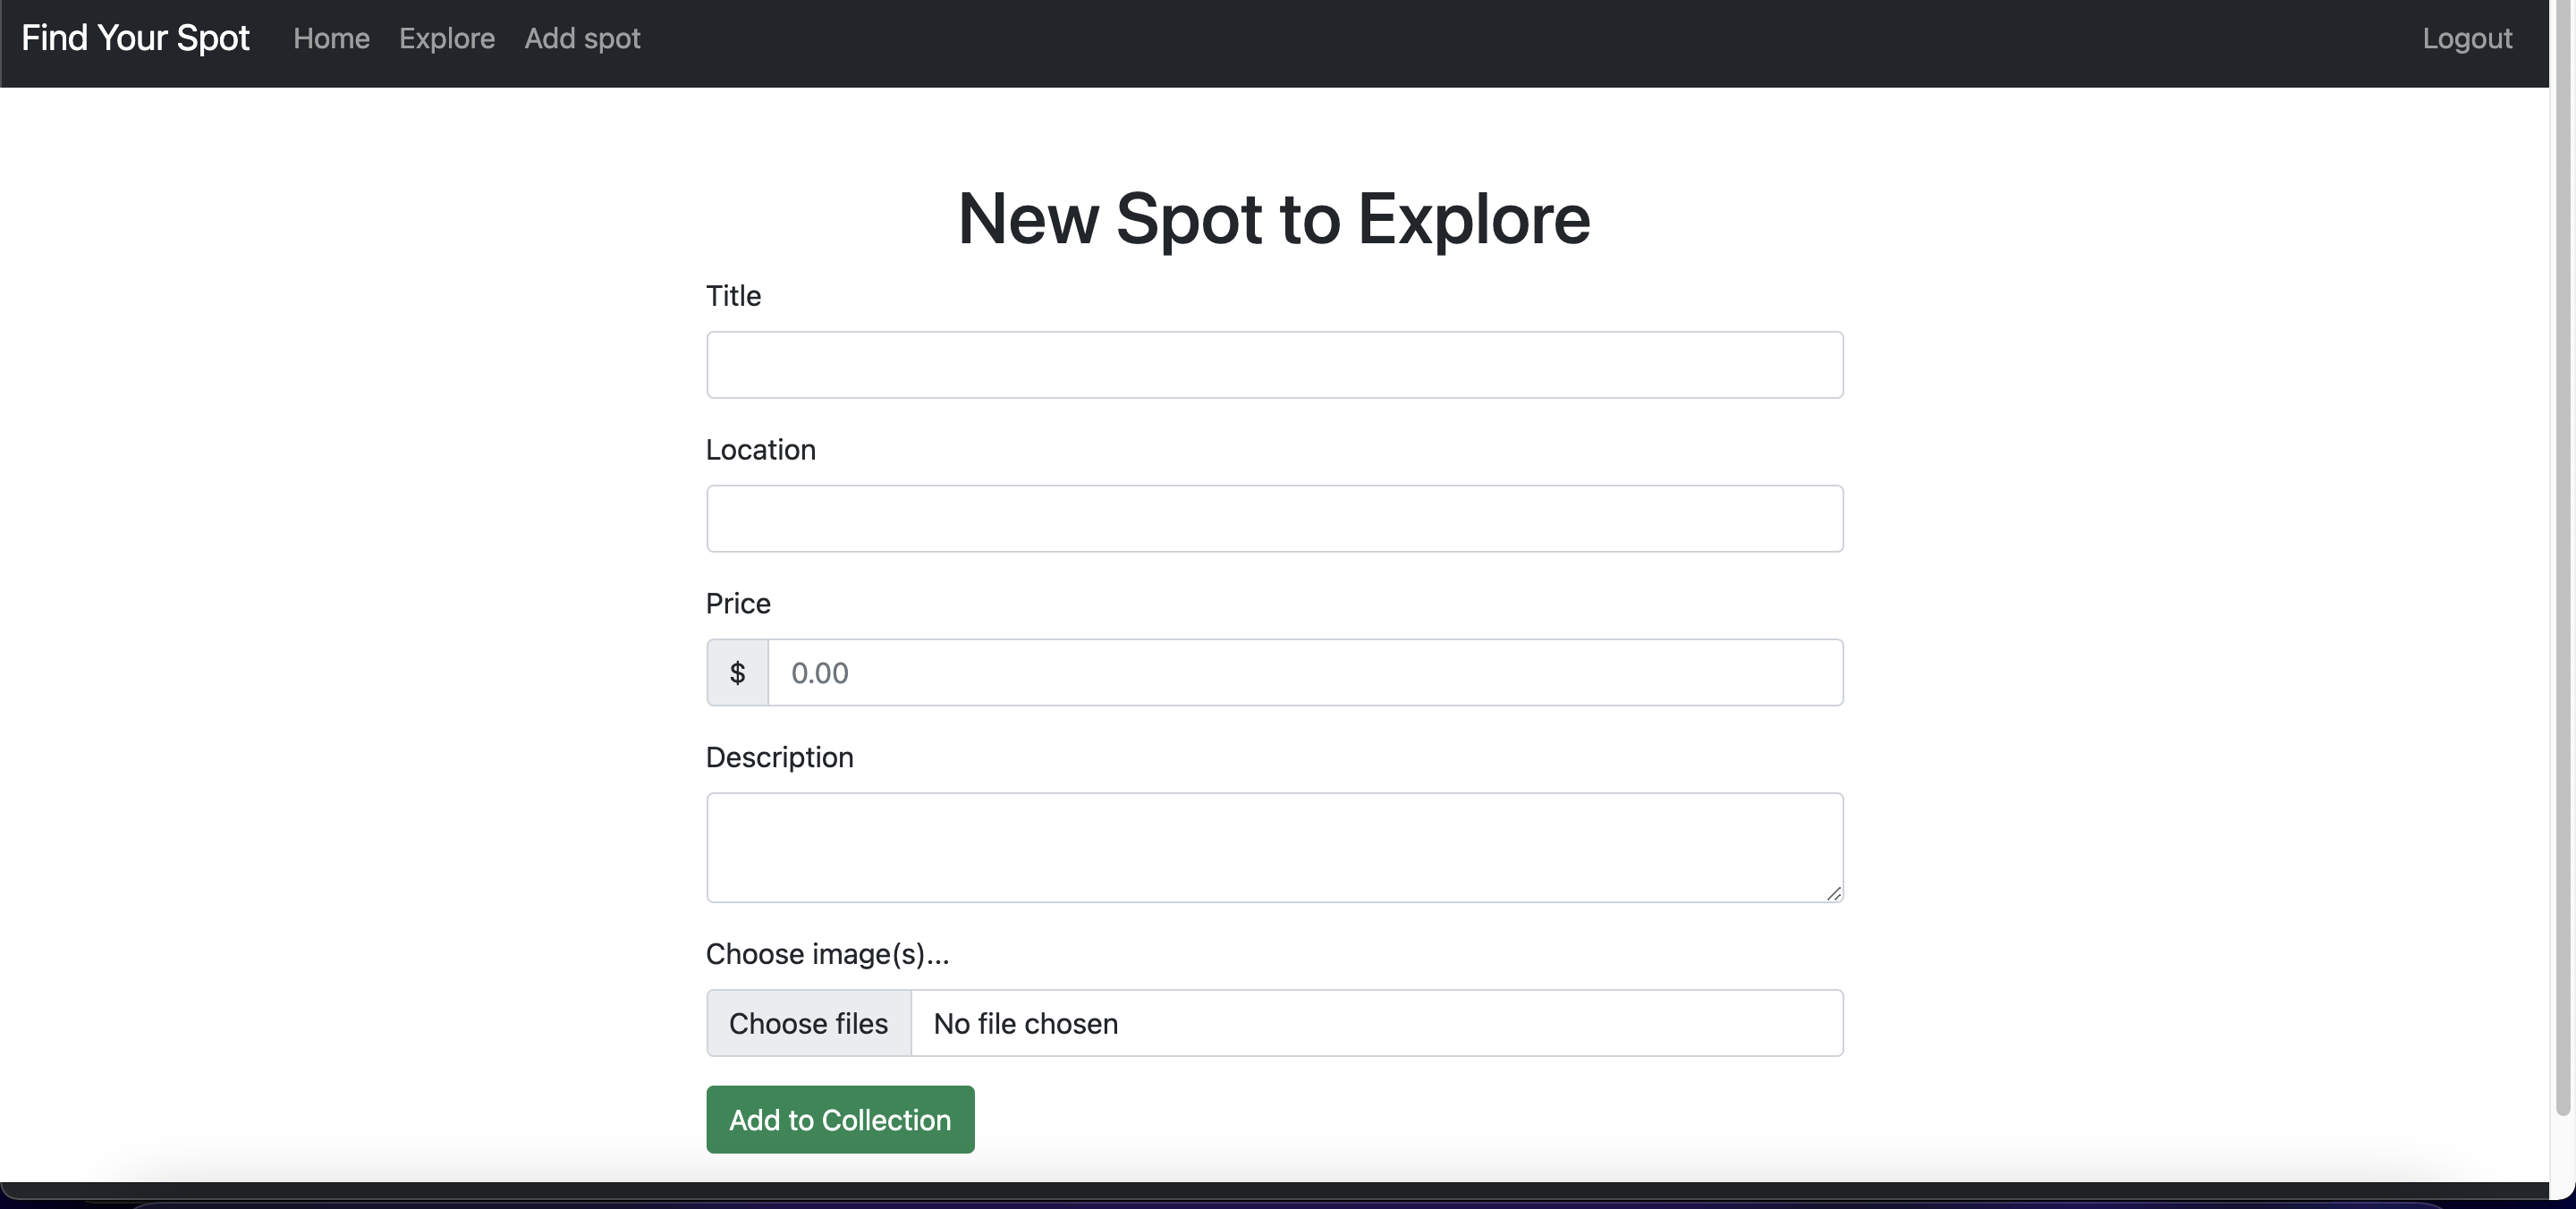 Find Your Spot Home Explore Add spot Logout
New Spot to Explore
Title
Location
Price
$ 0.00
Description
Choose image(s)...
Choose files No file chosen
Add to Collection